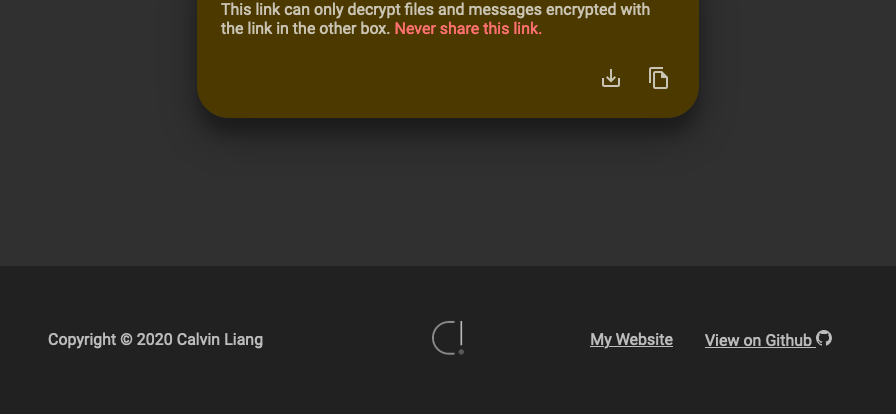 This link can only decrypt files and messages encrypted with
the link in the other box. Never share this link.
Copyright © 2020 Calvin Liang
My Website
View on Github